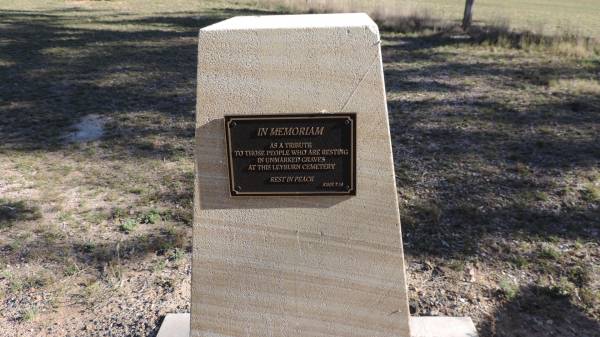 IN MEMORIAM
AS A TRIBUTE
TO THOSE PEOPLE WHO ARE RESTING
IN UNMARKED GRAVES
AT THIS LEYBURN CEMETERY
REST IN PEACE